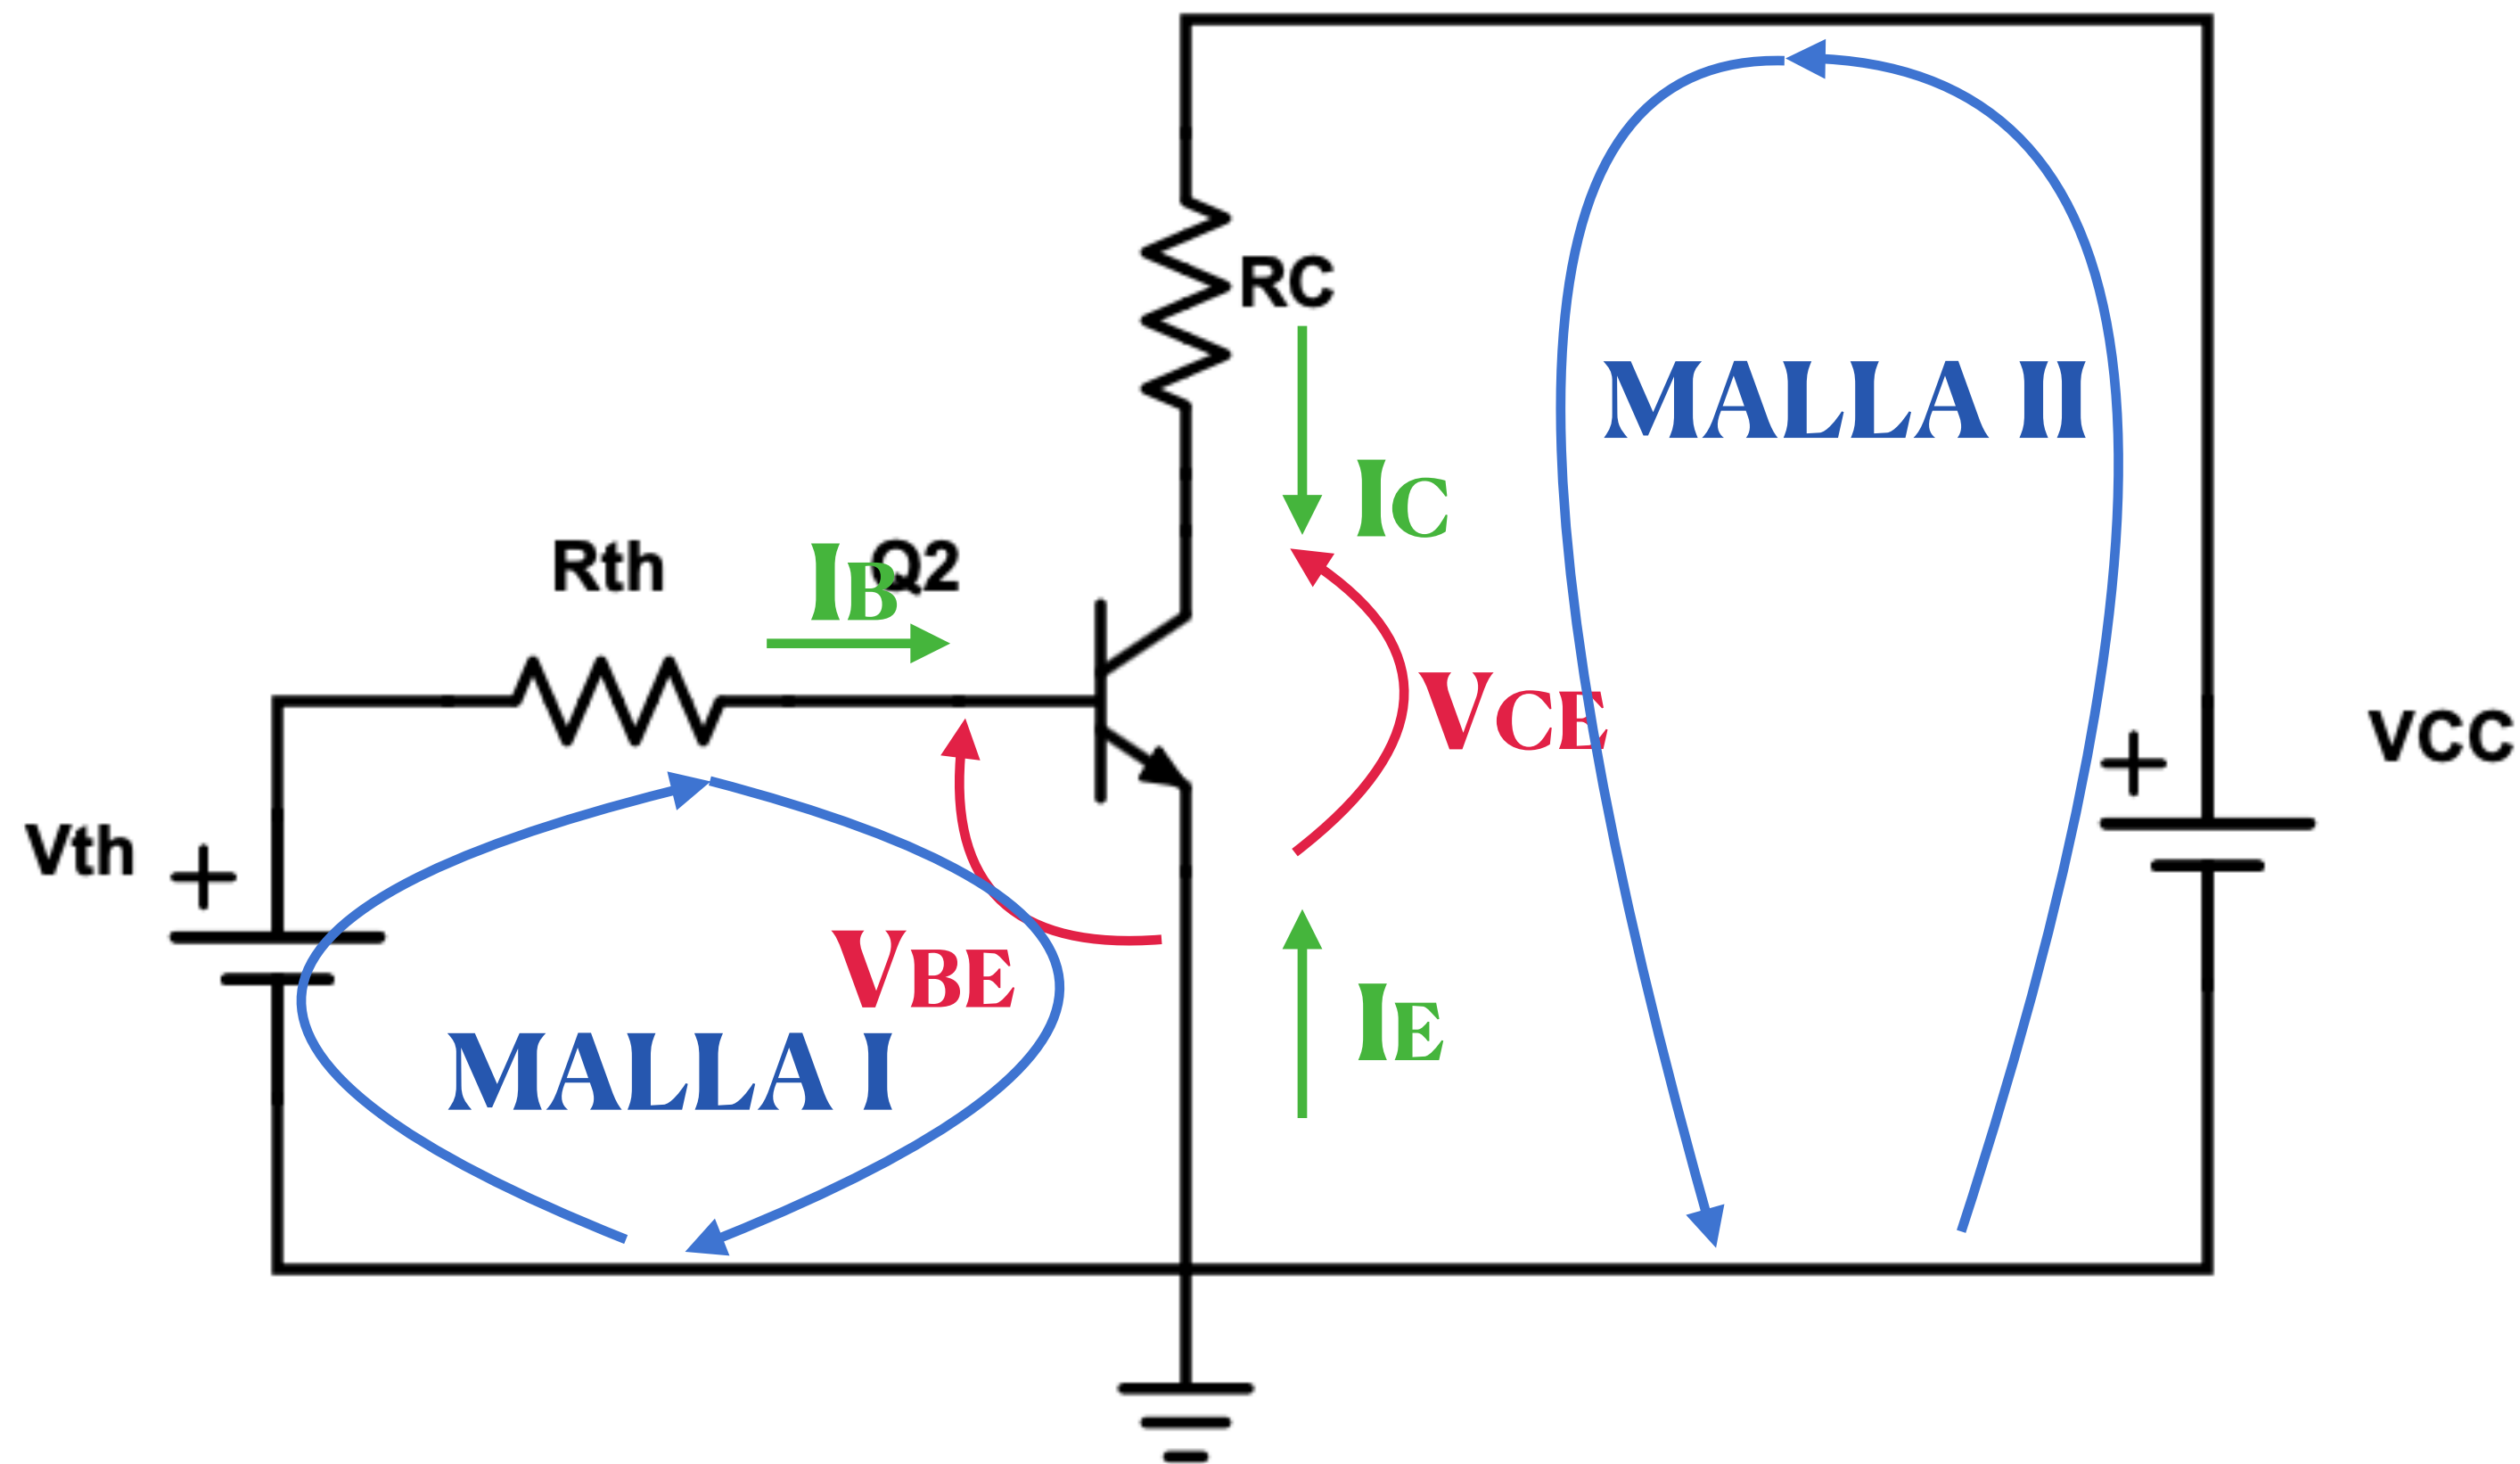 RC
MALLA II
IC
Rth
IB
Q2
VCE
VCC
+
Vth
+
VBE
IE
MALLA I